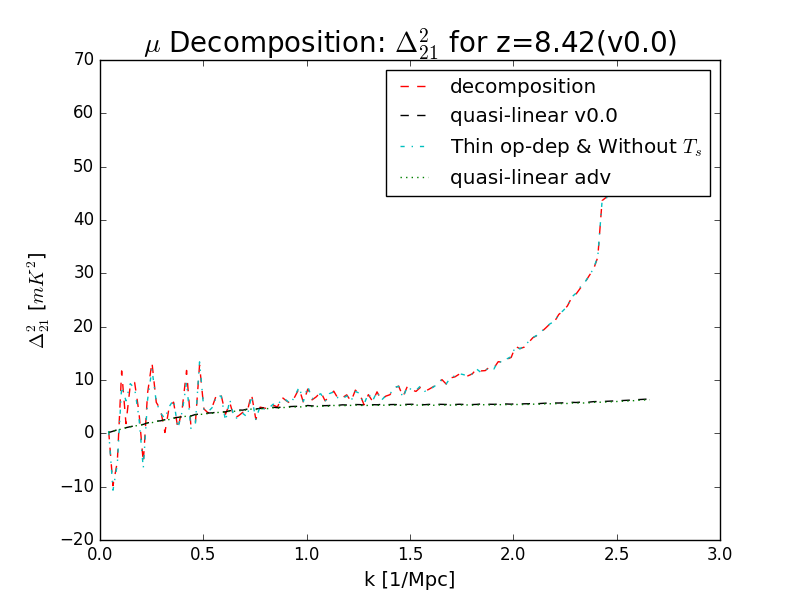 μ Decomposition: Δ²₂₁ for z=8.42(v0.0)
decomposition
quasi-linear v0.0
Thin op-dep & Without Tₛ
quasi-linear adv
70
60
50
40
30
20
10
0
−10
−20
Δ²₂₁ [mK²]
0.0 0.5 1.0 1.5 2.0 2.5 3.0
k [1/Mpc]